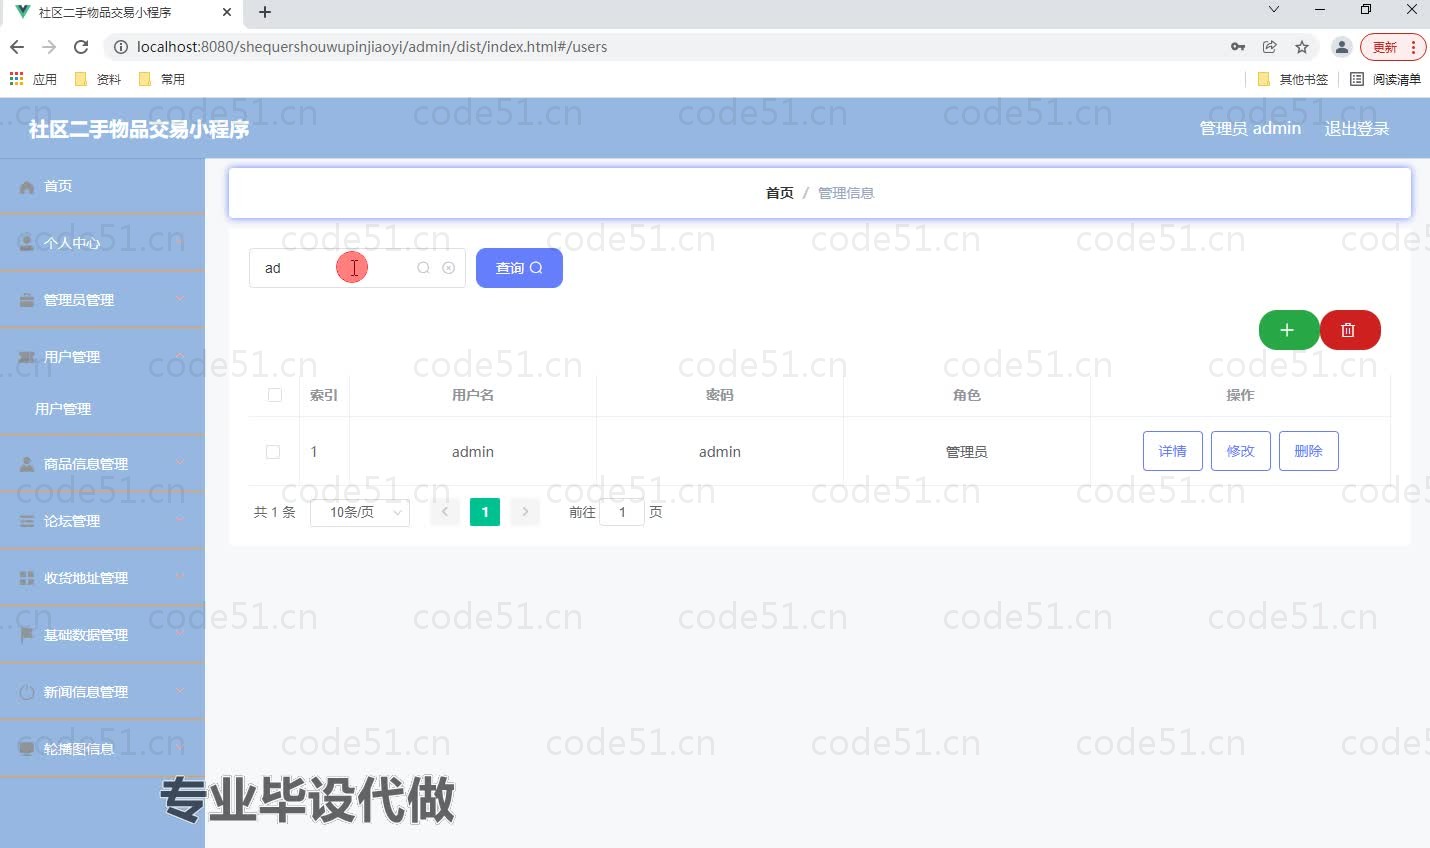 社区二手物品交易小程序
localhost:8080/shequershouwupinjiaoyi/admin/dist/index.html#/users
更新
应用
资料
常用
其他书签
阅读清单
社区二手物品交易小程序
管理员 admin
退出登录
首页
个人中心
管理员管理
用户管理
用户管理
商品信息管理
论坛管理
收货地址管理
基础数据管理
新闻信息管理
轮播图信息
首页 / 管理信息
ad
查询
索引 用户名 密码 角色 操作
1 admin admin 管理员 详情 修改 删除
共 1 条 10条/页 1 前往 1 页
code51.cn
专业毕设代做